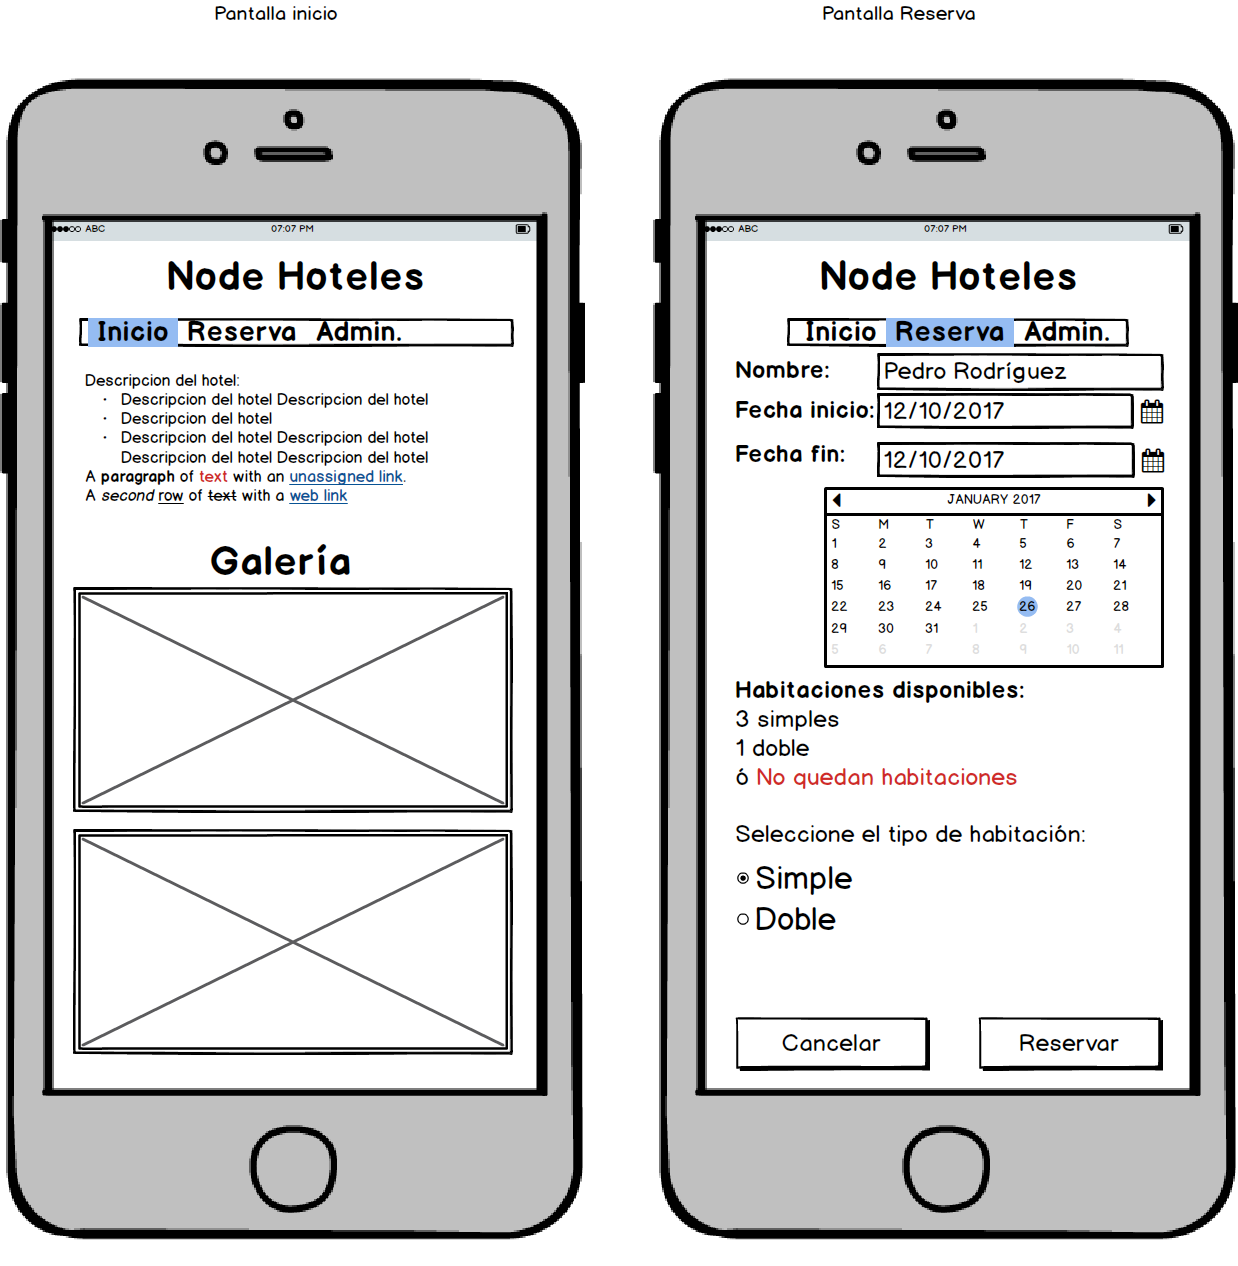 Pantalla inicio
ABC 07:07 PM
Node Hoteles
Inicio Reserva Admin.
Descripcion del hotel:
• Descripcion del hotel Descripcion del hotel
• Descripcion del hotel
• Descripcion del hotel Descripcion del hotel
Descripcion del hotel Descripcion del hotel
A paragraph of text with an unassigned link.
A second row of text with a web link
Galería
Pantalla Reserva
ABC 07:07 PM
Node Hoteles
Inicio Reserva Admin.
Nombre: Pedro Rodríguez
Fecha inicio: 12/10/2017
Fecha fin: 12/10/2017
JANUARY 2017
S M T W T F S
1 2 3 4 5 6 7
8 9 10 11 12 13 14
15 16 17 18 19 20 21
22 23 24 25 26 27 28
29 30 31 1 2 3 4
5 6 7 8 9 10 11
Habitaciones disponibles:
3 simples
1 doble
ó No quedan habitaciones
Seleccione el tipo de habitación:
Simple
Doble
Cancelar Reservar